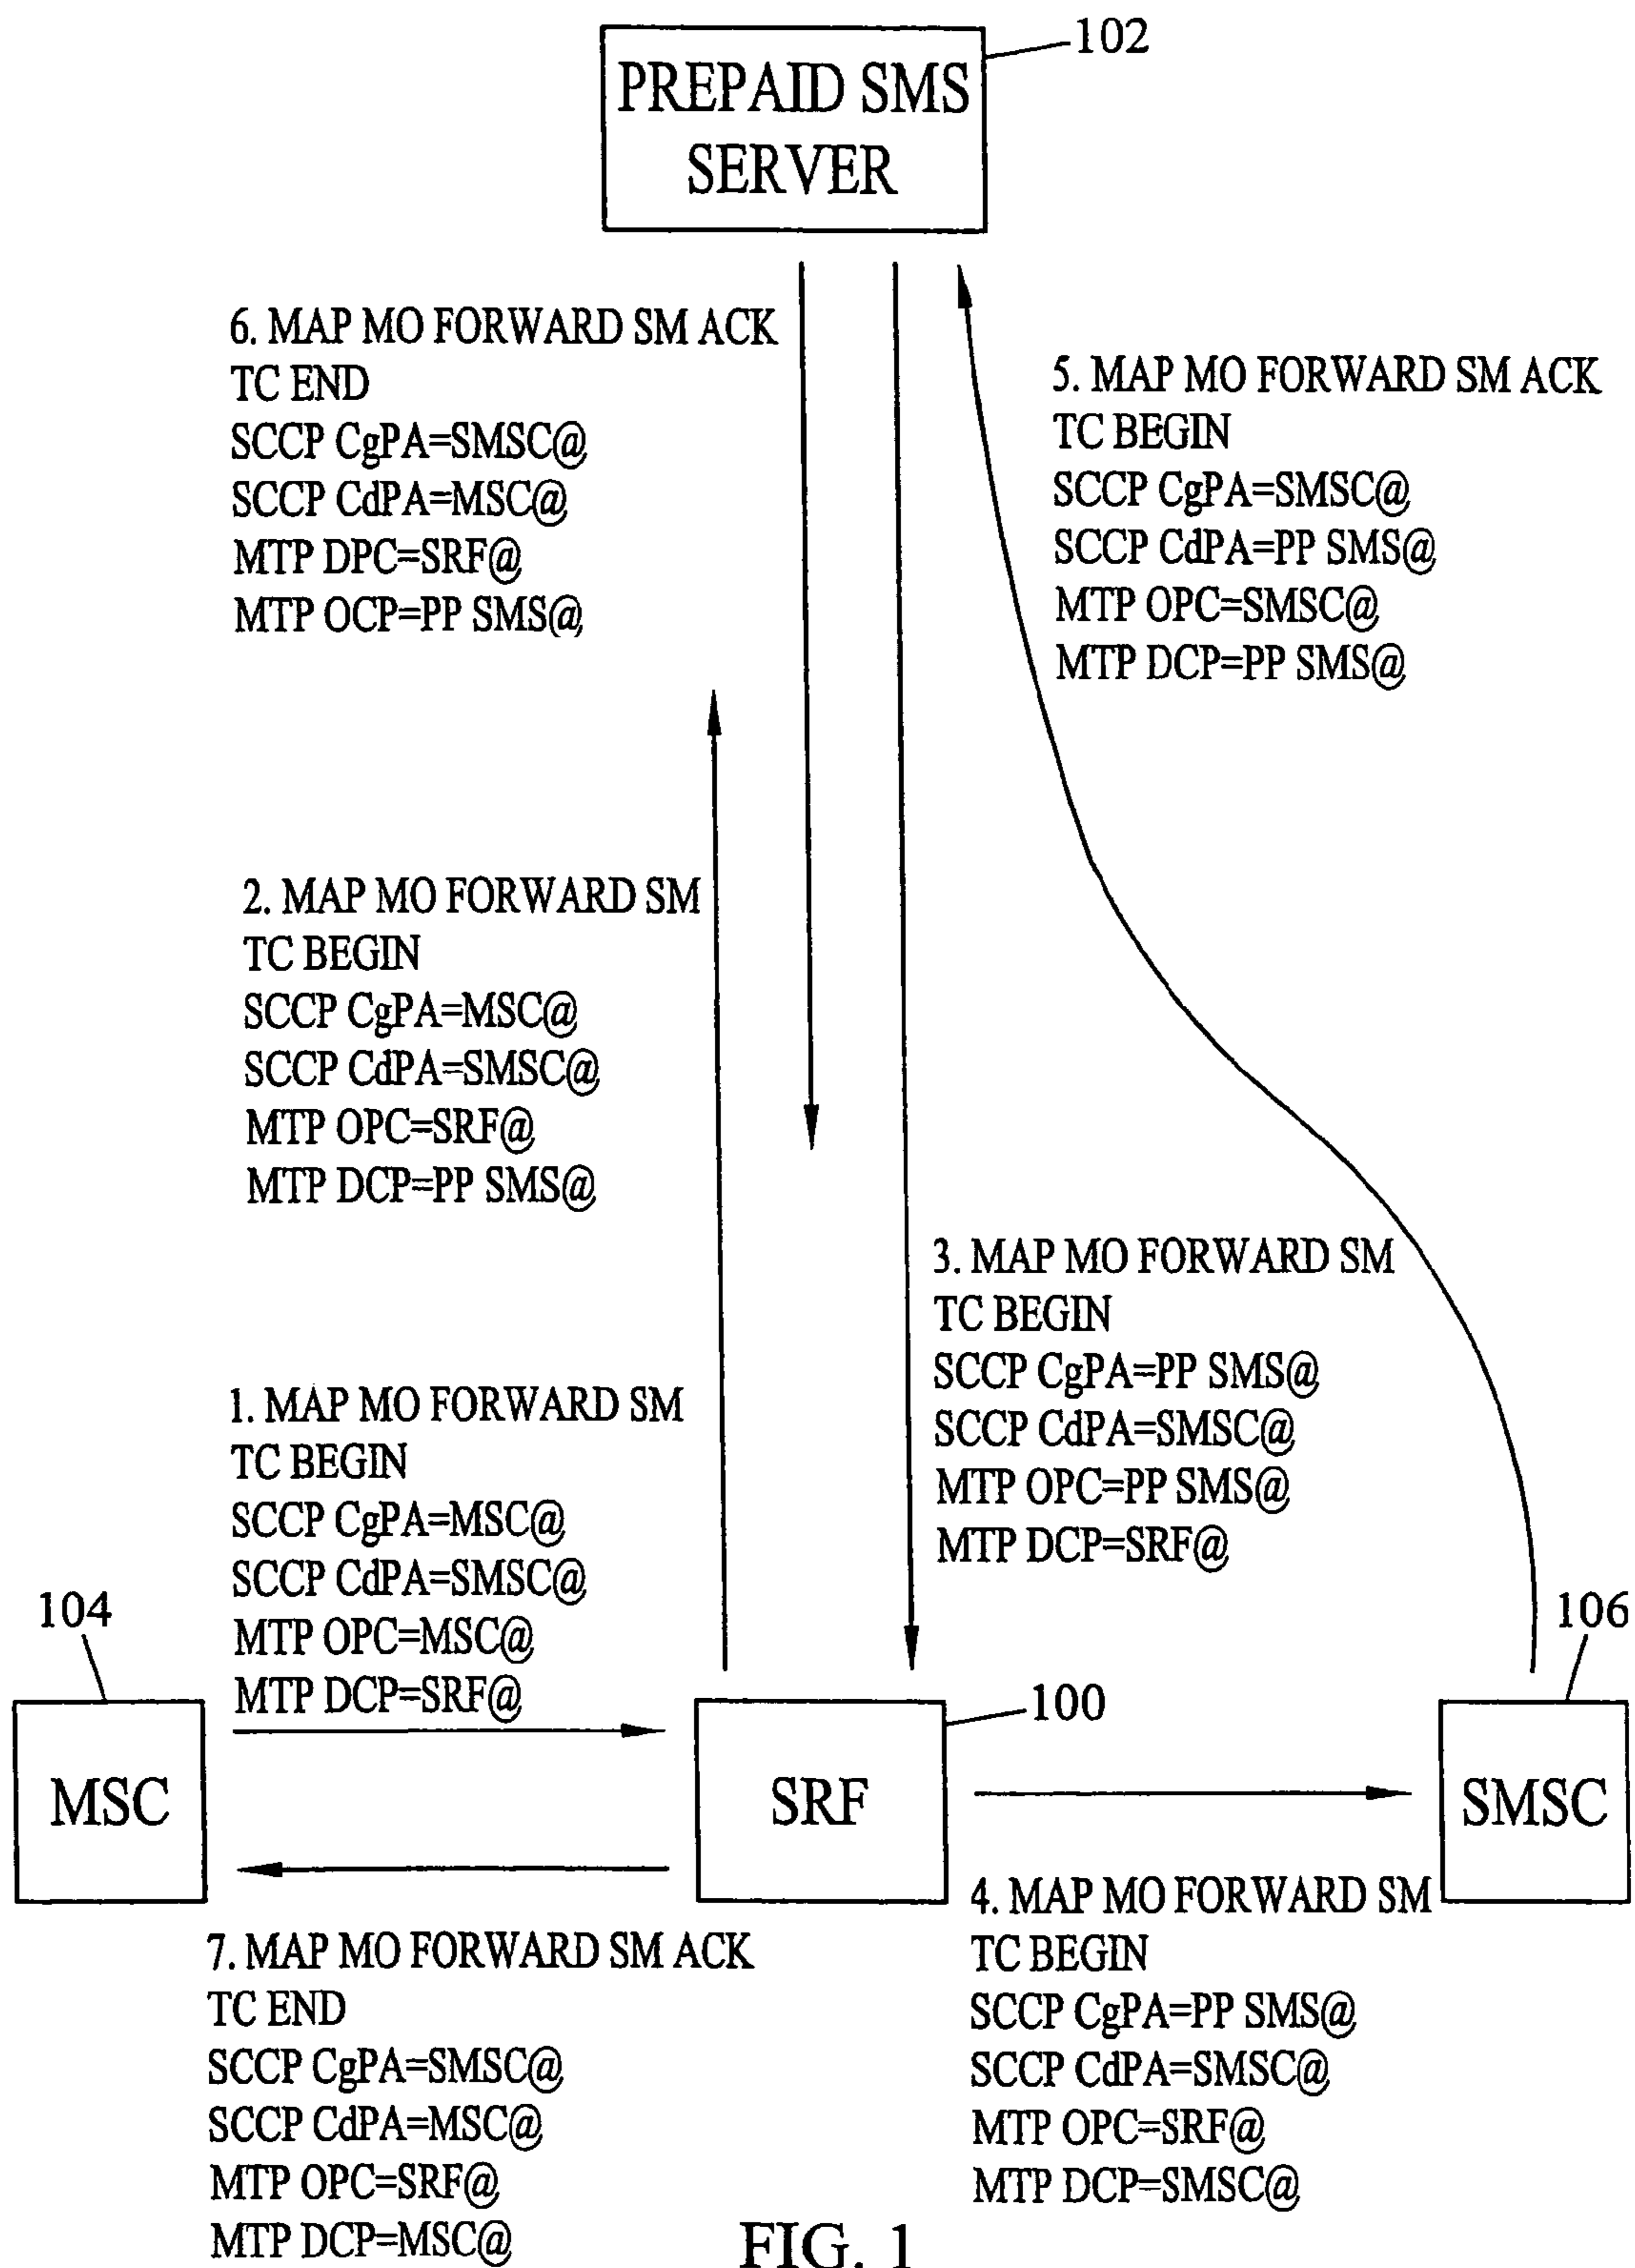 102
PREPAID SMS
SERVER
6. MAP MO FORWARD SM ACK
TC END
SCCP CgPA=SMSC@
SCCP CdPA=MSC@
MTP DPC=SRF@
MTP OCP=PP SMS@
5. MAP MO FORWARD SM ACK
TC BEGIN
SCCP CgPA=SMSC@
SCCP CdPA=PP SMS@
MTP OPC=SMSC@
MTP DCP=PP SMS@
2. MAP MO FORWARD SM
TC BEGIN
SCCP CgPA=MSC@
SCCP CdPA=SMSC@
MTP OPC=SRF@
MTP DCP=PP SMS@
3. MAP MO FORWARD SM
TC BEGIN
SCCP CgPA=PP SMS@
SCCP CdPA=SMSC@
MTP OPC=PP SMS@
MTP DCP=SRF@
1. MAP MO FORWARD SM
TC BEGIN
SCCP CgPA=MSC@
SCCP CdPA=SMSC@
MTP OPC=MSC@
MTP DCP=SRF@
104
106
100
MSC
SRF
SMSC
4. MAP MO FORWARD SM
TC BEGIN
SCCP CgPA=PP SMS@
SCCP CdPA=SMSC@
MTP OPC=SRF@
MTP DCP=SMSC@
7. MAP MO FORWARD SM ACK
TC END
SCCP CgPA=SMSC@
SCCP CdPA=MSC@
MTP OPC=SRF@
MTP DCP=MSC@
FIG. 1